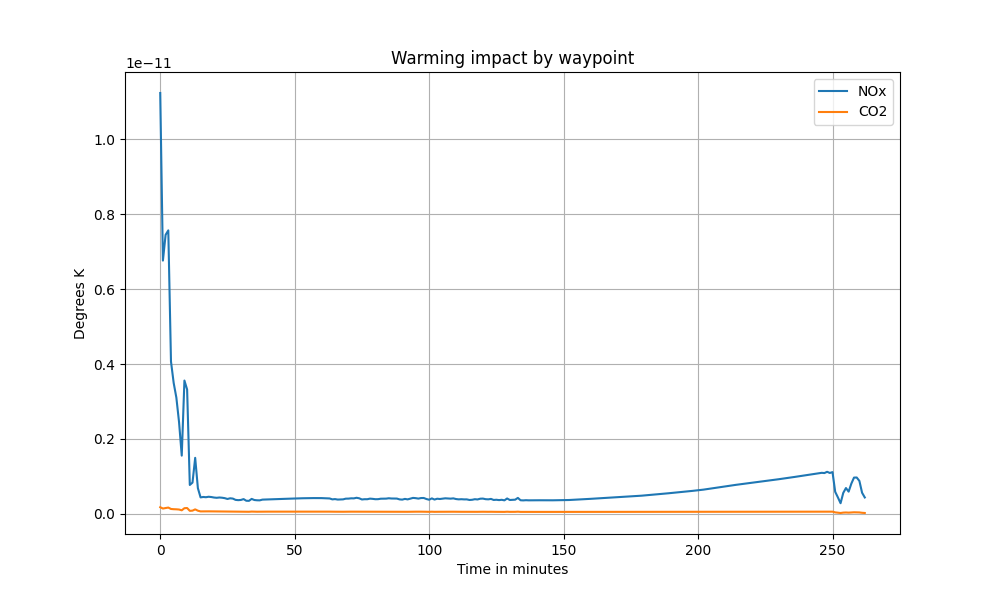 Warming impact by waypoint
1e−11
NOx
CO2
1.0
0.8
0.6
0.4
0.2
0.0
Degrees K
0 50 100 150 200 250
Time in minutes